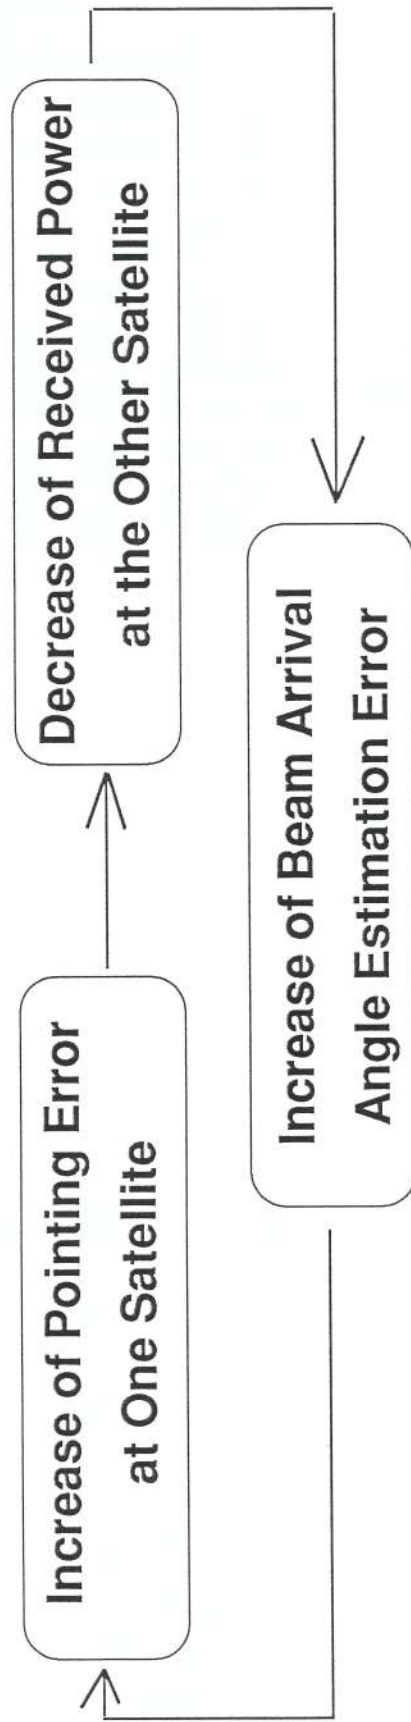 Increase of Pointing Error
at One Satellite
Decrease of Received Power
at the Other Satellite
Increase of Beam Arrival
Angle Estimation Error